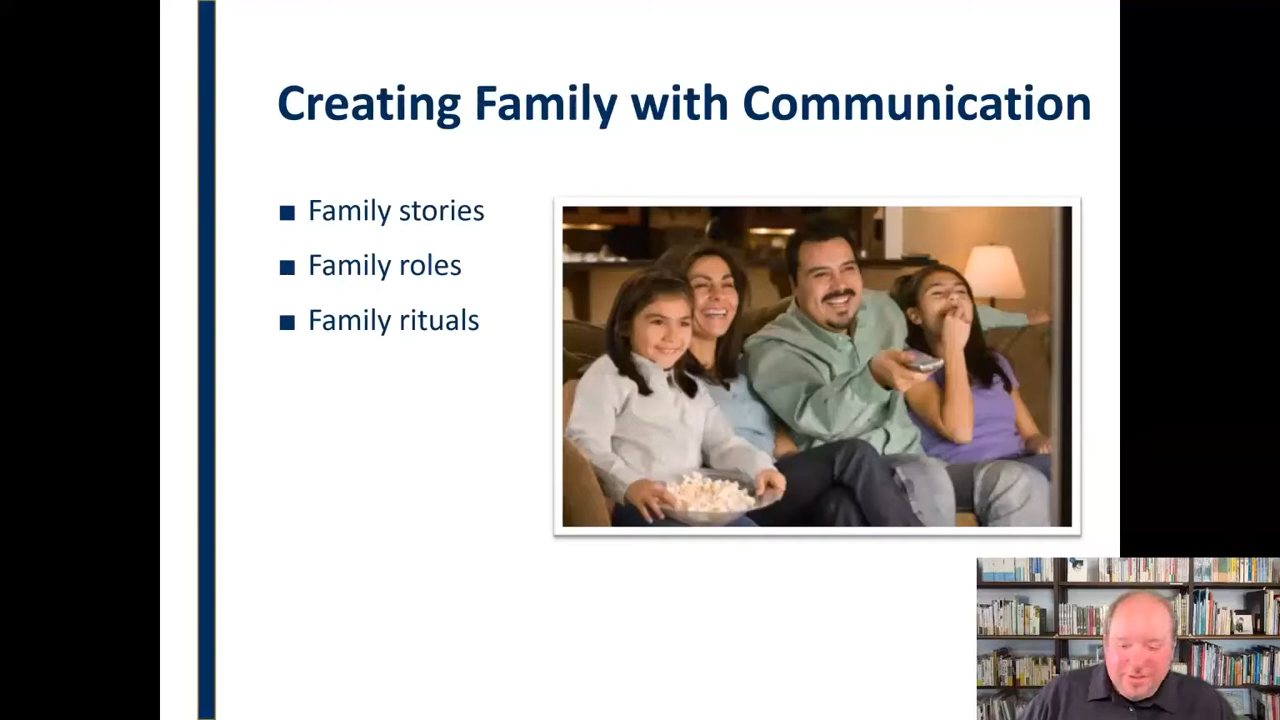 Creating Family with Communication
■ Family stories
■ Family roles
■ Family rituals